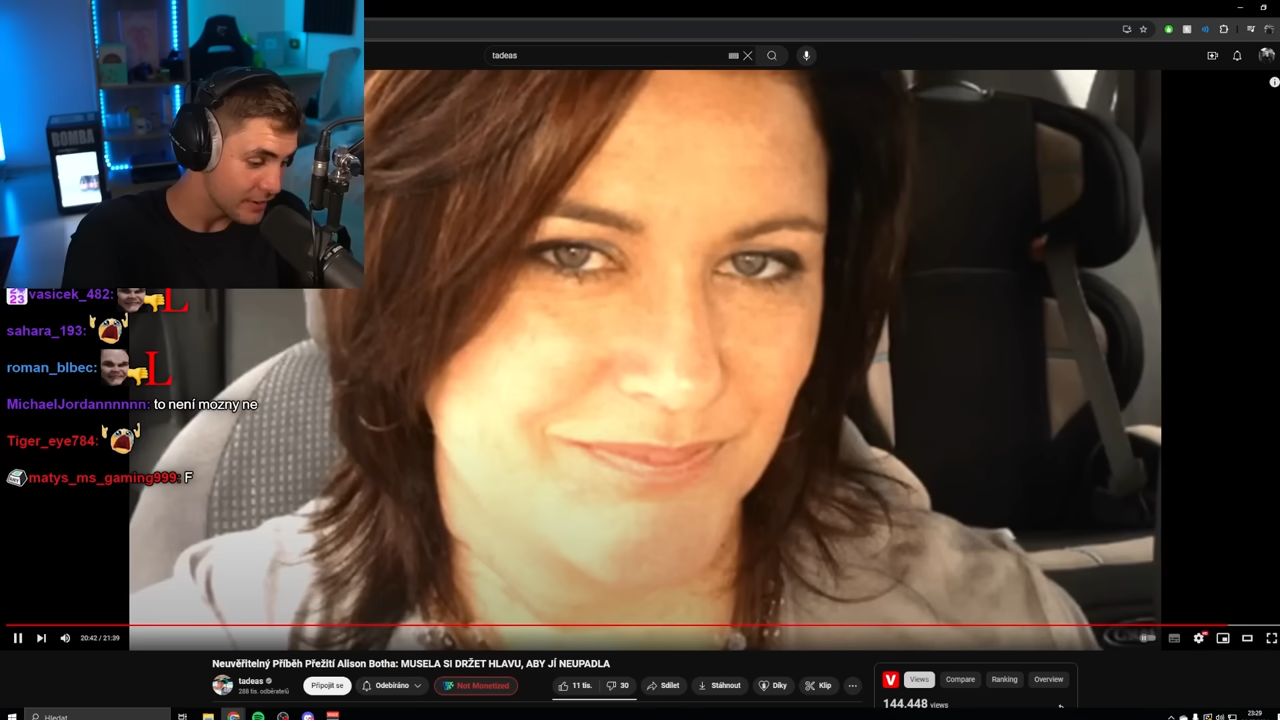 tadeas
BOMBA
vasicek_482: L
sahara_193:
roman_blbec: L
MichaelJordannnnnn: to není mozny ne
Tiger_eye784:
matys_ms_gaming999: F
20:42 / 21:39
Neuvěřitelný Příběh Přežití Alison Botha: MUSELA SI DRŽET HLAVU, ABY JÍ NEUPADLA
tadeas
288 tis. odběratelů
Připojit se
Odebíráno
Not Monetized
11 tis.
30
Sdílet
Stáhnout
Díky
Klip
Views
Compare
Ranking
Overview
144.448 views
Hledat
23:29